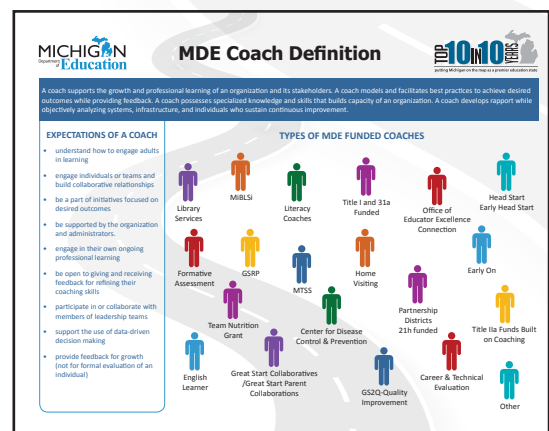 MICHIGAN
Department of Education
MDE Coach Definition
TOP 10 IN 10 YEARS
putting Michigan on the map as a premier education state
A coach supports the growth and professional learning of an organization and its stakeholders. A coach models and facilitates best practices to achieve desired
outcomes while providing feedback. A coach possesses specialized knowledge and skills that builds capacity of an organization. A coach develops rapport while
objectively analyzing systems, infrastructure, and individuals who sustain continuous improvement.
EXPECTATIONS OF A COACH
• understand how to engage adults
in learning
• engage individuals or teams and
build collaborative relationships
• be a part of initiatives focused on
desired outcomes
• be supported by the organization
and administrators.
• engage in their own ongoing
professional learning
• be open to giving and receiving
feedback for refining their
coaching skills
• participate in or collaborate with
members of leadership teams
• support the use of data-driven
decision making
• provide feedback for growth
(not for formal evaluation of an
individual)
TYPES OF MDE FUNDED COACHES
Library
Services
MiBLSi
Literacy
Coaches
Title I and 31a
Funded
Office of
Educator Excellence
Connection
Head Start
Early Head Start
Formative
Assessment
GSRP
MTSS
Home
Visiting
Early On
Team Nutrition
Grant
Center for Disease
Control & Prevention
Partnership
Districts
21h funded
Title IIa Funds Built
on Coaching
English
Learner
Great Start Collaboratives
/Great Start Parent
Collaborations
GS2Q-Quality
Improvement
Career & Technical
Evaluation
Other